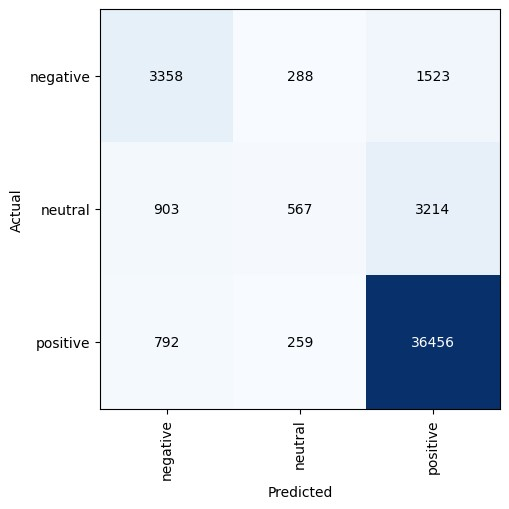 negative 3358 288 1523
neutral 903 567 3214
positive 792 259 36456
Actual
negative neutral positive
Predicted